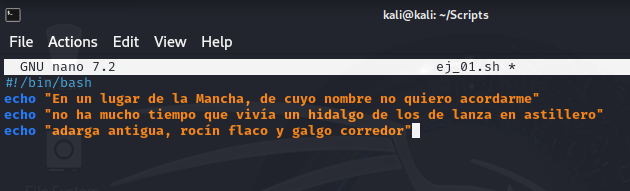 kali@kali: ~/Scripts
File Actions Edit View Help
GNU nano 7.2 ej_01.sh *
#!/bin/bash
echo "En un lugar de la Mancha, de cuyo nombre no quiero acordarme"
echo "no ha mucho tiempo que vivía un hidalgo de los de lanza en astillero"
echo "adarga antigua, rocín flaco y galgo corredor"